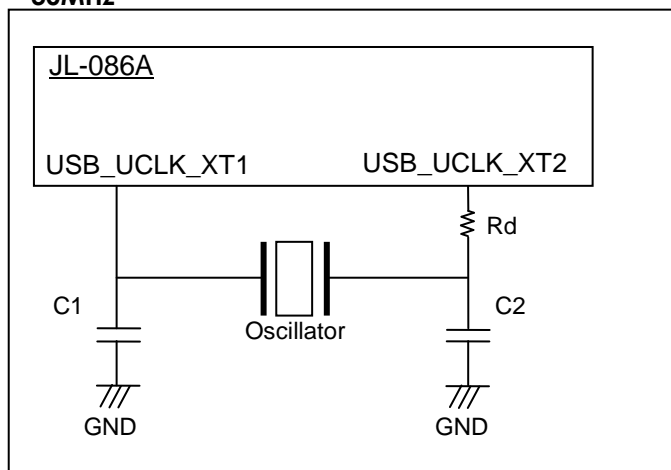 JL-086A
USB_UCLK_XT1 USB_UCLK_XT2
Rd
C1 C2
Oscillator
GND GND